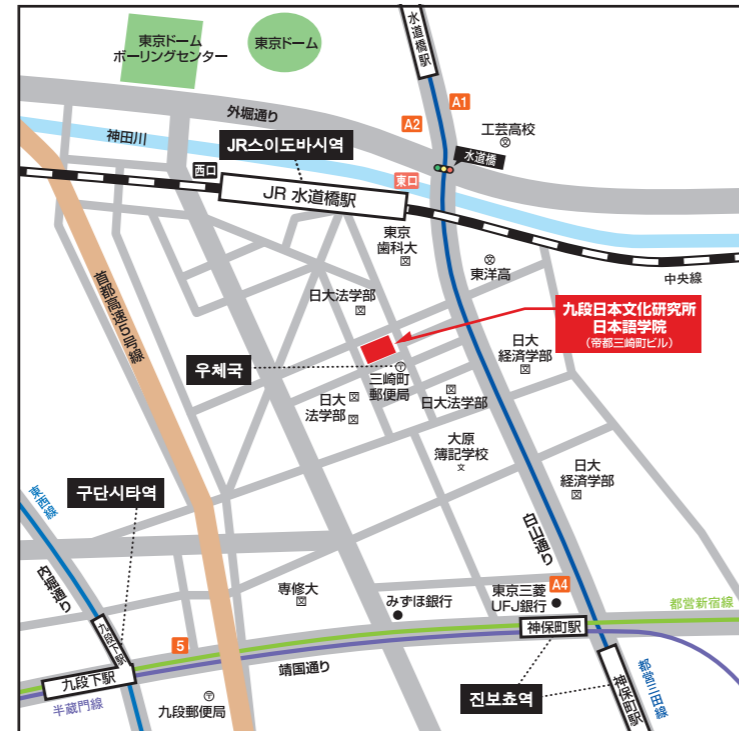 東京ドーム
ボーリングセンター
東京ドーム
水道橋駅
外堀通り
A1
A2
工芸高校
文
神田川
JR스이도바시역
水道橋
西口
東口
JR 水道橋駅
東京
歯科大
文
文
東洋高
中央線
首都高速5号線
日大法学部
文
九段日本文化研究所
日本語学院
(帝都三崎町ビル)
日大
経済学部
文
우체국
〒
三崎町
郵便局
日大
法学部
文
文
文
日大法学部
大原
簿記学校
文
日大
経済学部
文
구단시타역
東西線
内堀通り
白山通り
専修大
文
みずほ銀行
東京三菱
UFJ銀行
A4
都営新宿線
九段下駅
5
神保町駅
九段下駅
靖国通り
半蔵門線
〒
九段郵便局
진보쵸역
神保町駅
都営三田線